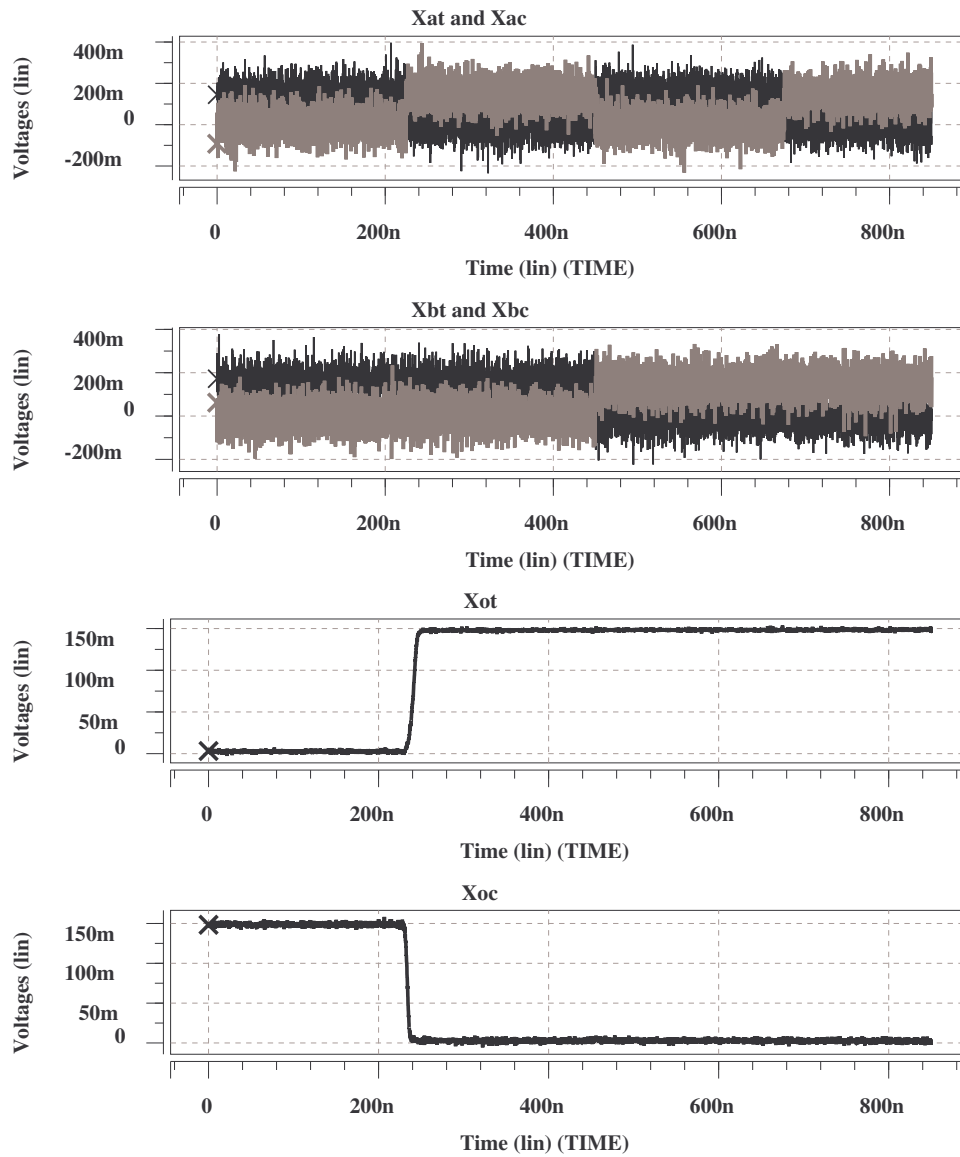 Xat and Xac
Voltages (lin)
400m
200m
0
-200m
0 200n 400n 600n 800n
Time (lin) (TIME)
Xbt and Xbc
Voltages (lin)
400m
200m
0
-200m
0 200n 400n 600n 800n
Time (lin) (TIME)
Xot
Voltages (lin)
150m
100m
50m
0
0 200n 400n 600n 800n
Time (lin) (TIME)
Xoc
Voltages (lin)
150m
100m
50m
0
0 200n 400n 600n 800n
Time (lin) (TIME)